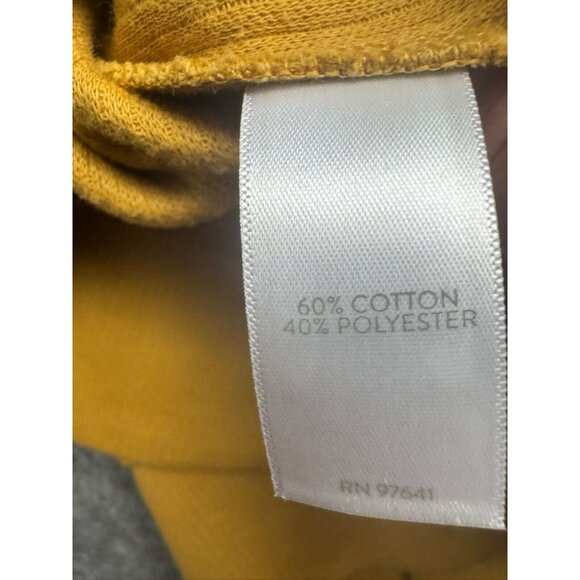 60% COTTON
40% POLYESTER
RN 97641